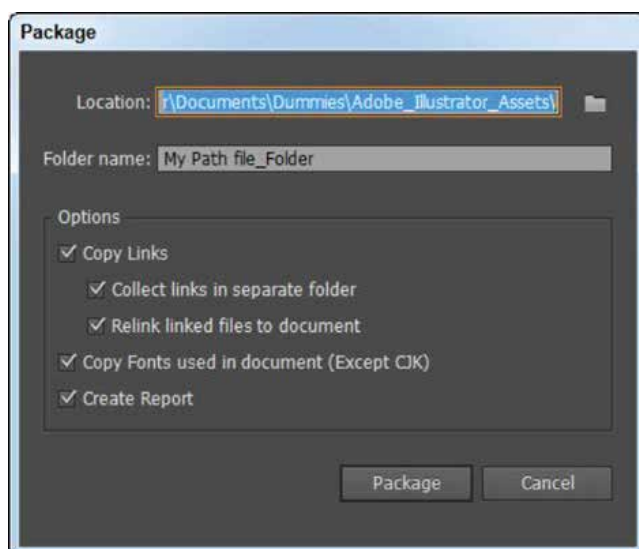 Package
Location: r\Documents\Dummies\Adobe_Illustrator_Assets\
Folder name: My Path file_Folder
Options
Copy Links
Collect links in separate folder
Relink linked files to document
Copy Fonts used in document (Except CJK)
Create Report
Package Cancel